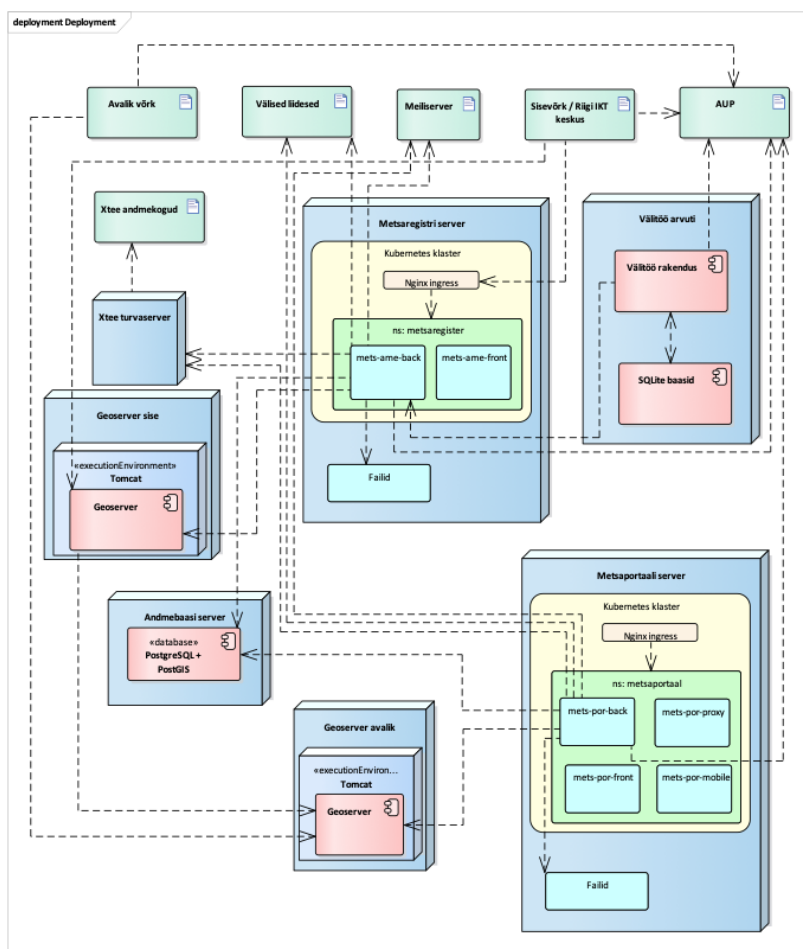 deployment Deployment
Avalik võrk
Välised liidesed
Meiliserver
Sisevõrk / Riigi IKT
keskus
AUP
Xtee andmekogud
Metsaregistri server
Kubernetes klaster
Nginx ingress
ns: metsaregister
mets-ame-back
mets-ame-front
Failid
Välitöö arvuti
Välitöö rakendus
SQLite baasid
Xtee turvaserver
Geoserver sise
«executionEnvironment»
Tomcat
Geoserver
Andmebaasi server
«database»
PostgreSQL +
PostGIS
Geoserver avalik
«executionEnviron...
Tomcat
Geoserver
Metsaportaali server
Kubernetes klaster
Nginx ingress
ns: metsaportaal
mets-por-back
mets-por-proxy
mets-por-front
mets-por-mobile
Failid